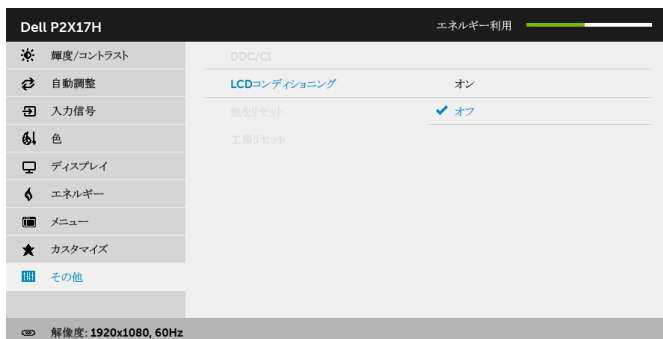 Dell P2X17H
エネルギー利用
輝度/コントラスト
DDC/CI
自動調整
LCDコンディショニング
オン
入力信号
他をリセット
オフ
色
工場リセット
ディスプレイ
エネルギー
メニュー
カスタマイズ
その他
解像度: 1920x1080, 60Hz